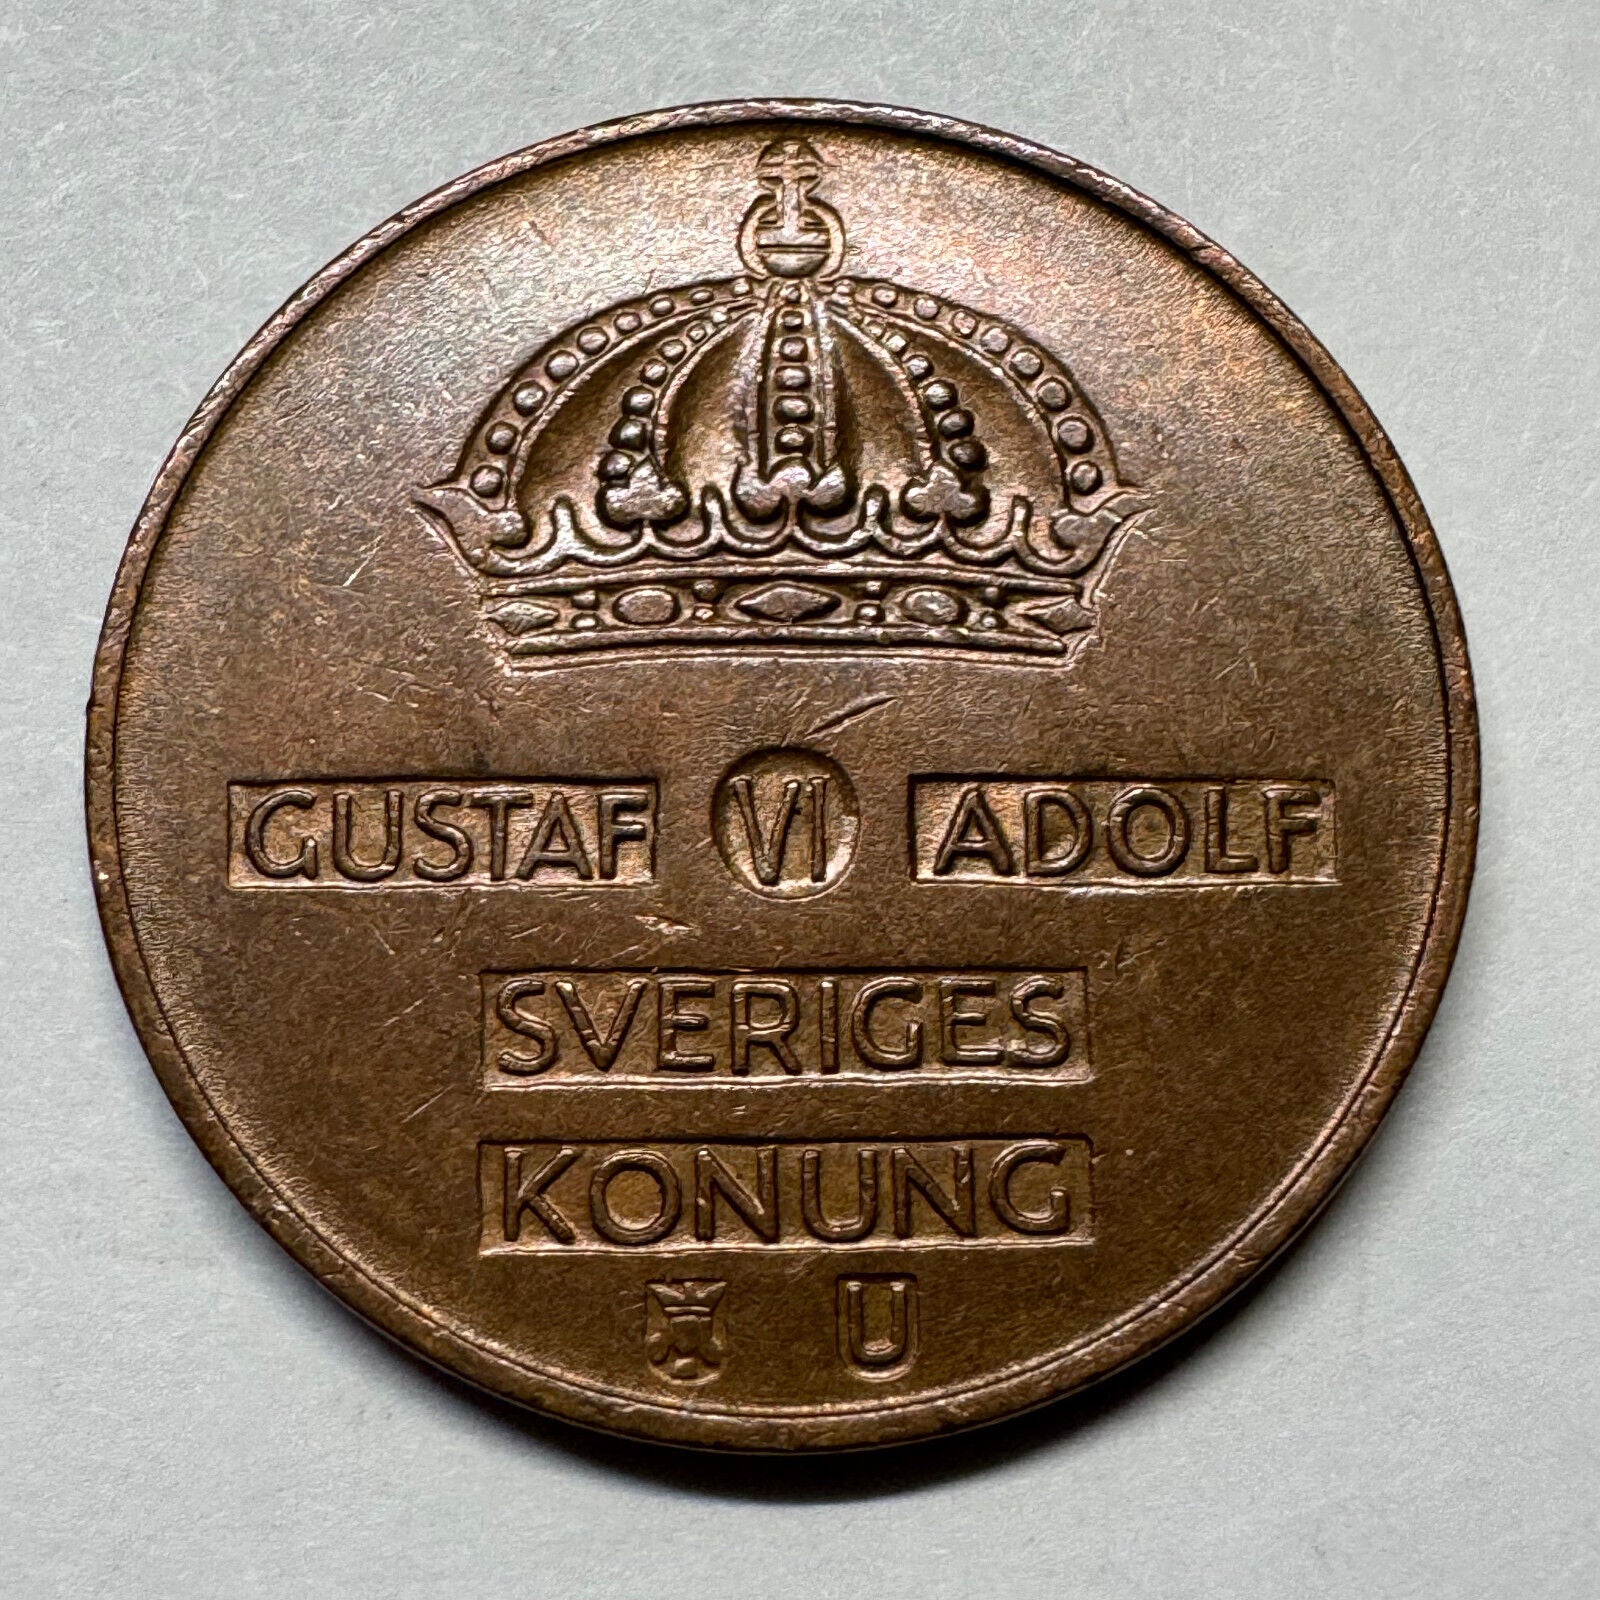 GUSTAF VI ADOLF
SVERIGES
KONUNG
U